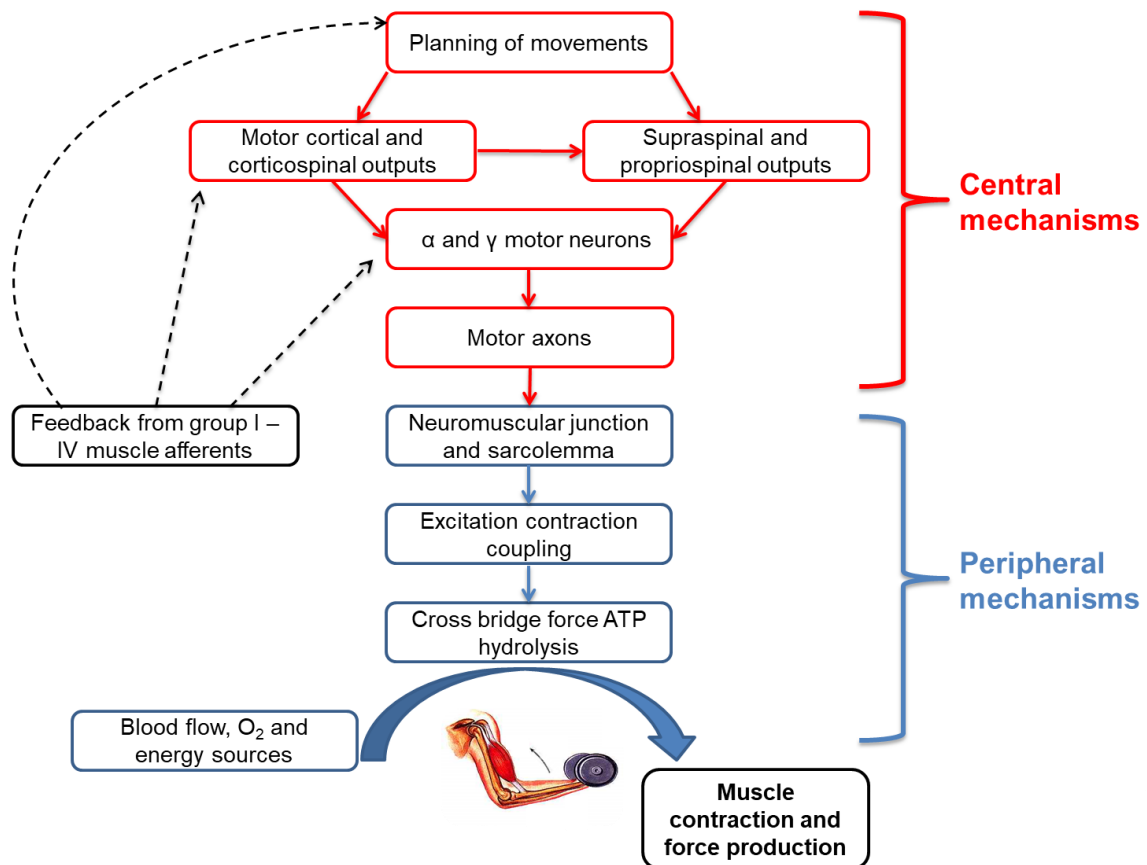 Planning of movements
Motor cortical and
corticospinal outputs
Supraspinal and
propriospinal outputs
Central
mechanisms
α and γ motor neurons
Motor axons
Feedback from group I –
IV muscle afferents
Neuromuscular junction
and sarcolemma
Excitation contraction
coupling
Peripheral
mechanisms
Cross bridge force ATP
hydrolysis
Blood flow, O₂ and
energy sources
Muscle
contraction and
force production